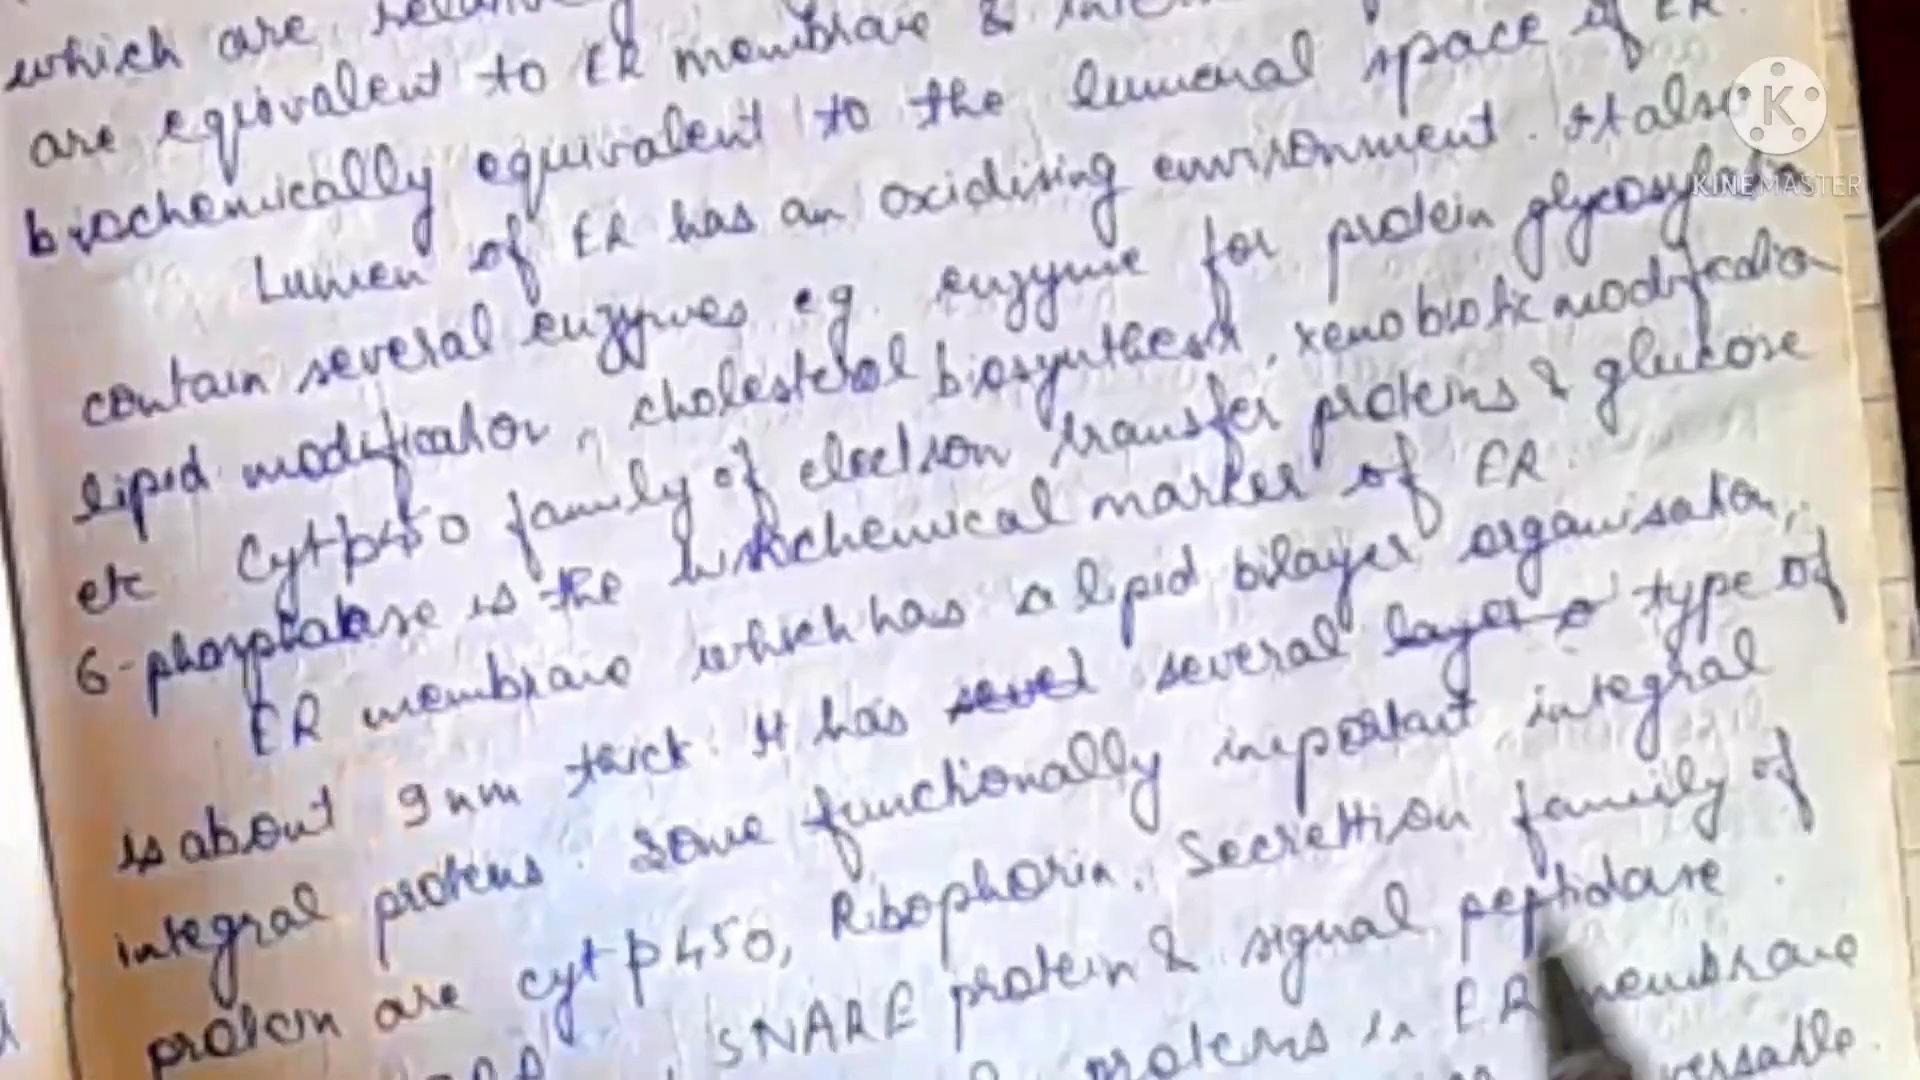 which are
are equivalent to ER membrane &
biochemically equivalent to the lumenal space of ER.
Lumen of ER has an oxidising environment. It also
contain several enzymes eg. enzyme for protein glycosylation
lipid modification, cholesterol biosynthesis, xenobiotic modification
etc Cyt p450 family of electron transfer proteins & glucose
6-phosphatase is the biochemical marker of ER.
ER membrane which has a lipid bilayer organisation,
is about 9nm thick. It has several type of
integral proteins. Some functionally important integral
protein are cyt p450, Ribophorin, Secrettion family of
SNARE protein & signal peptidase.
proteins in ER membrane
K
KINEMASTER